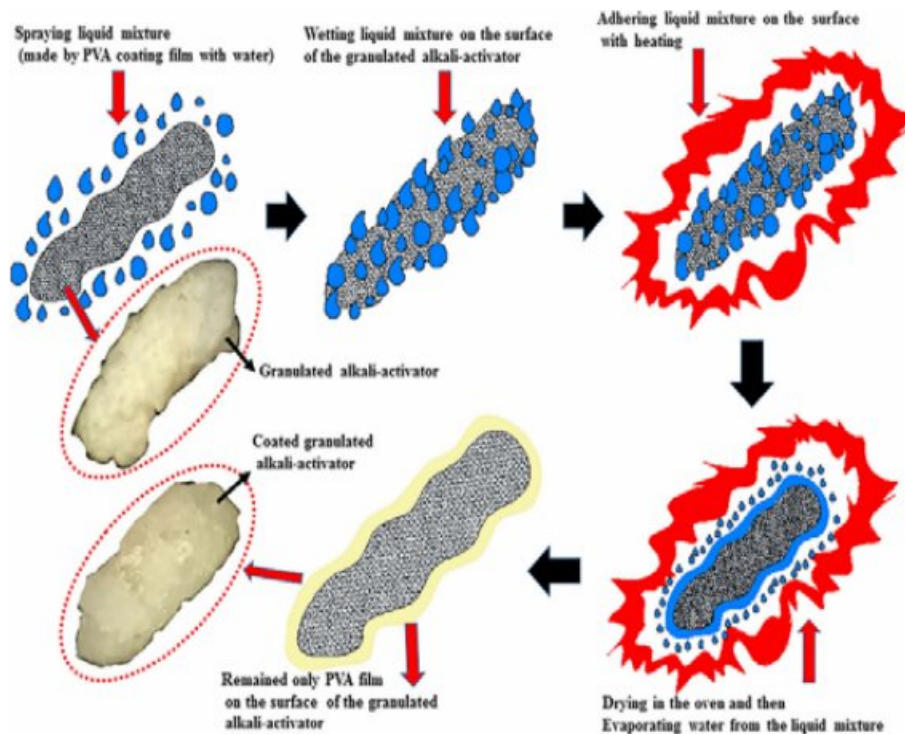 Spraying liquid mixture
(made by PVA coating film with water)
Wetting liquid mixture on the surface
of the granulated alkali-activator
Adhering liquid mixture on the surface
with heating
Granulated alkali-activator
Coated granulated
alkali-activator
Remained only PVA film
on the surface of the granulated
alkali-activator
Drying in the oven and then
Evaporating water from the liquid mixture